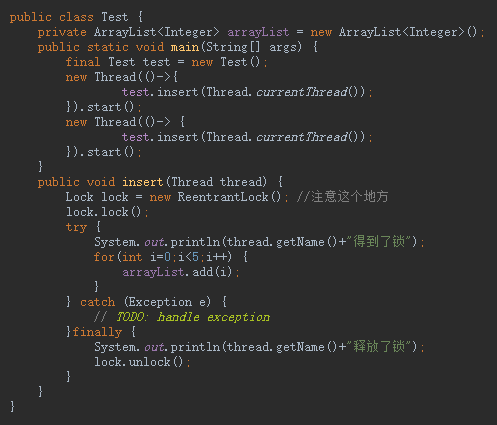 public class Test {
    private ArrayList<Integer> arrayList = new ArrayList<Integer>();
    public static void main(String[] args) {
        final Test test = new Test();
        new Thread(()->{
                test.insert(Thread.currentThread());
        }).start();
        new Thread(()-> {
                test.insert(Thread.currentThread());
        }).start();
    }
    public void insert(Thread thread) {
        Lock lock = new ReentrantLock(); //注意这个地方
        lock.lock();
        try {
            System.out.println(thread.getName()+"得到了锁");
            for(int i=0;i<5;i++) {
                arrayList.add(i);
            }
        } catch (Exception e) {
            // TODO: handle exception
        }finally {
            System.out.println(thread.getName()+"释放了锁");
            lock.unlock();
        }
    }
}